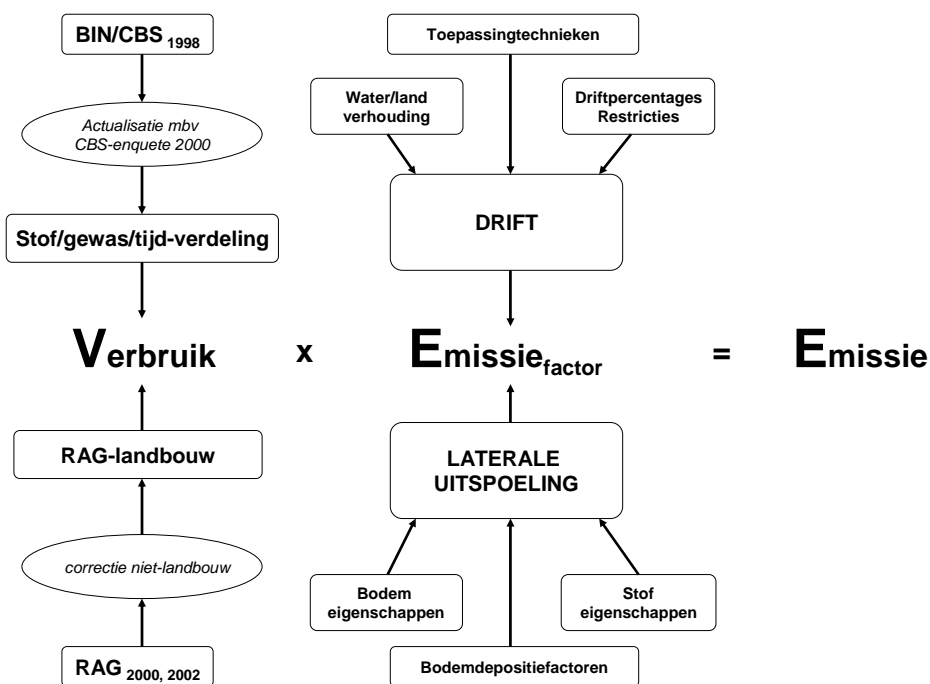 BIN/CBS 1998
Toepassingtechnieken
Water/land
verhouding
Driftpercentages
Restricties
Actualisatie mbv
CBS-enquete 2000
Stof/gewas/tijd-verdeling
DRIFT
Verbruik x Emissiefactor = Emissie
RAG-landbouw
LATERALE
UITSPOELING
correctie niet-landbouw
Bodem
eigenschappen
Stof
eigenschappen
RAG 2000, 2002
Bodemdepositiefactoren